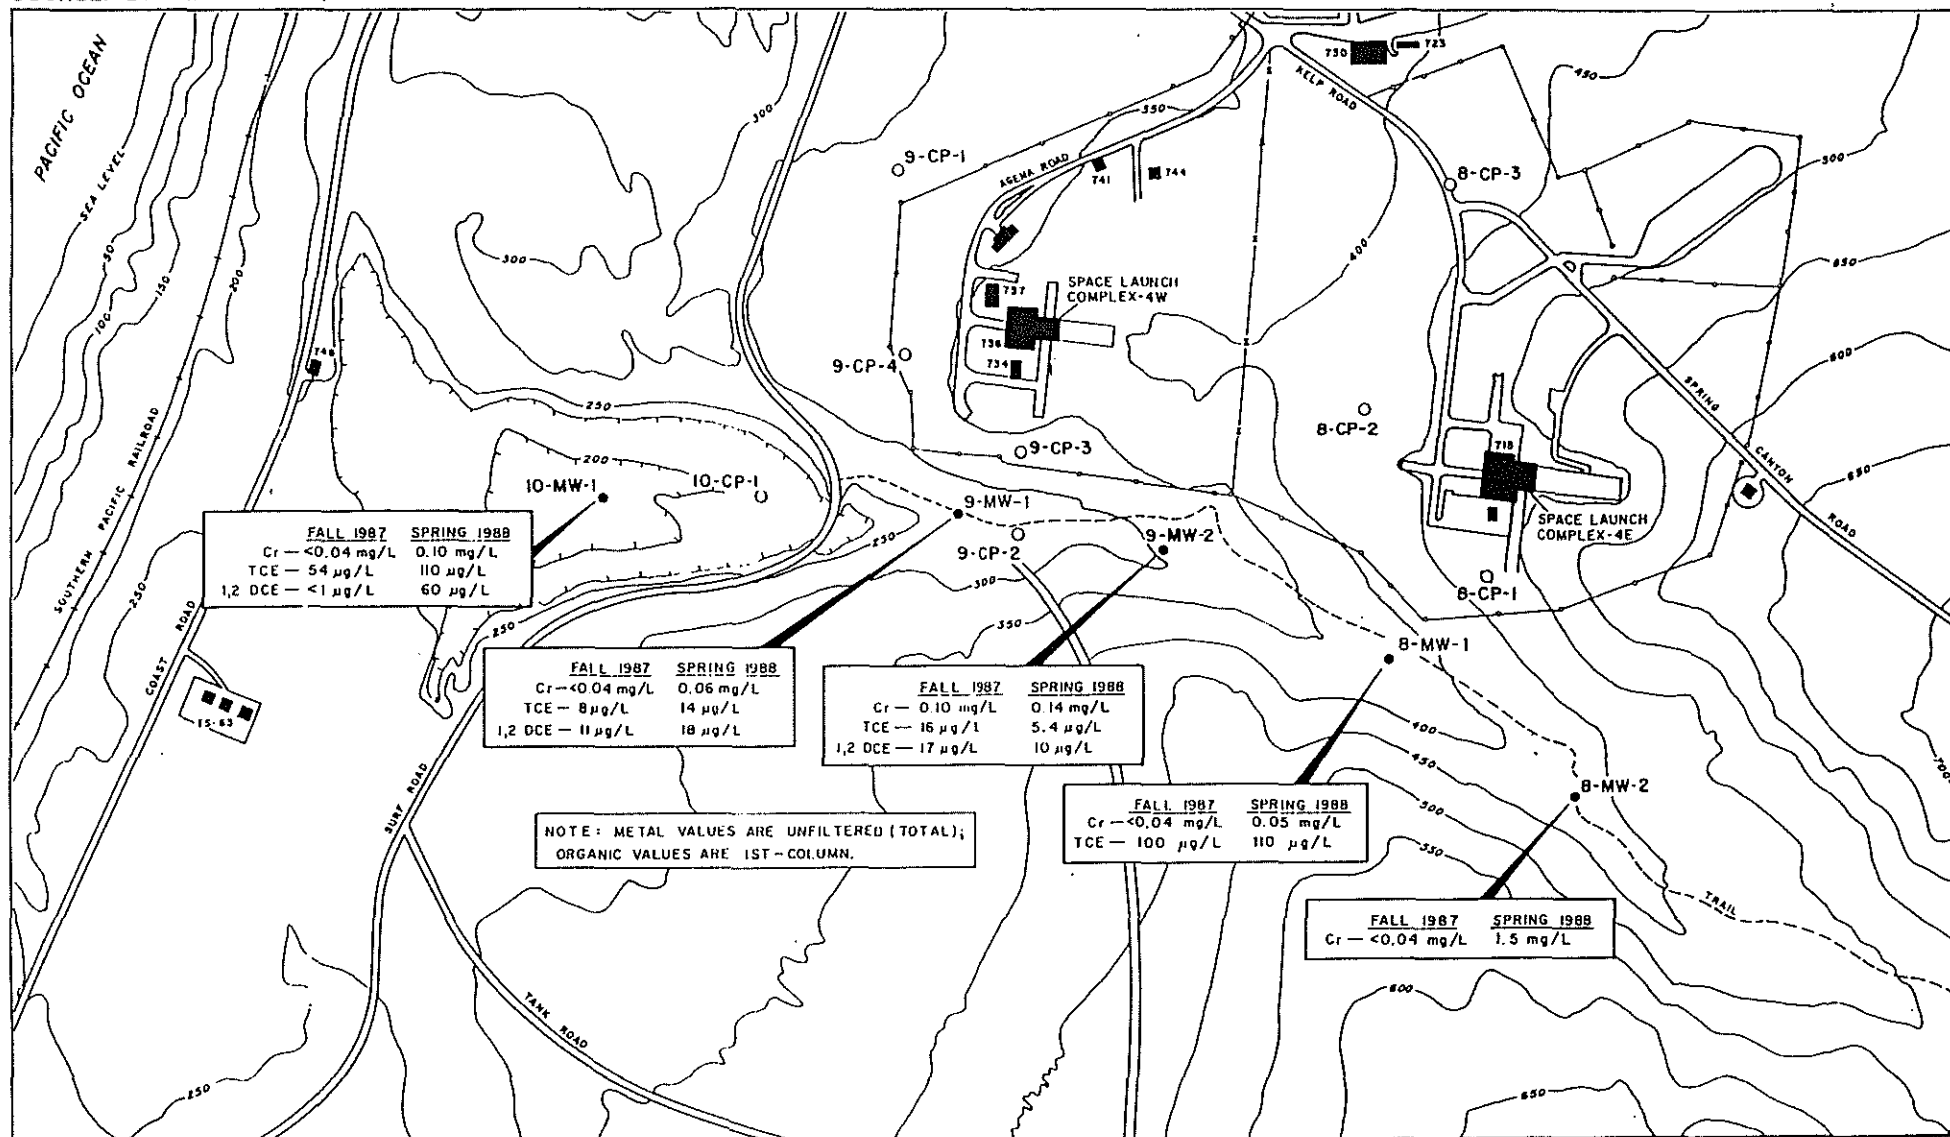 PACIFIC OCEAN
SEA LEVEL
50
100
150
200
SOUTHERN PACIFIC RAILROAD
250
COAST ROAD
746
300
300
9-CP-1
350
AGENA ROAD
741
744
730
723
KELP ROAD
450
8-CP-3
500
400
650
600
SPACE LAUNCH
COMPLEX-4W
737
736
734
9-CP-4
9-CP-3
8-CP-2
718
SPRING CANYON ROAD
650
SPACE LAUNCH
COMPLEX-4E
8-CP-1
250
200
10-MW-1
10-CP-1
9-MW-1
250
9-CP-2
9-MW-2
300
350
250
8-MW-1
8-MW-2
FALL 1987 SPRING 1988
Cr — <0.04 mg/L 0.10 mg/L
TCE — 54 µg/L 110 µg/L
1,2 DCE — <1 µg/L 60 µg/L
FALL 1987 SPRING 1988
Cr — <0.04 mg/L 0.06 mg/L
TCE — 8 µg/L 14 µg/L
1,2 DCE — 11 µg/L 18 µg/L
FALL 1987 SPRING 1988
Cr — 0.10 mg/L 0.14 mg/L
TCE — 16 µg/L 5.4 µg/L
1,2 DCE — 17 µg/L 10 µg/L
FALL 1987 SPRING 1988
Cr — <0.04 mg/L 0.05 mg/L
TCE — 100 µg/L 110 µg/L
FALL 1987 SPRING 1988
Cr — <0.04 mg/L 1.5 mg/L
NOTE: METAL VALUES ARE UNFILTERED (TOTAL);
ORGANIC VALUES ARE 1ST-COLUMN.
400
450
500
550
600
650
700
TRAIL
SURF ROAD
TANK ROAD
250